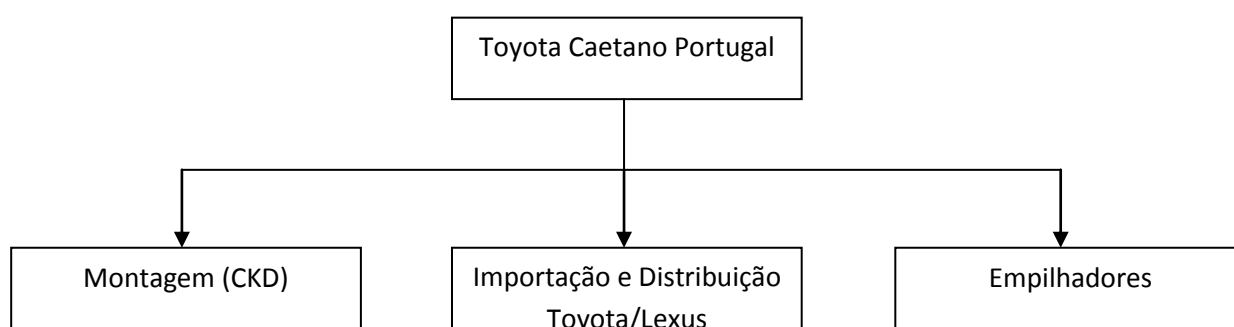 Toyota Caetano Portugal
Montagem (CKD)
Importação e Distribuição
Toyota/Lexus
Empilhadores